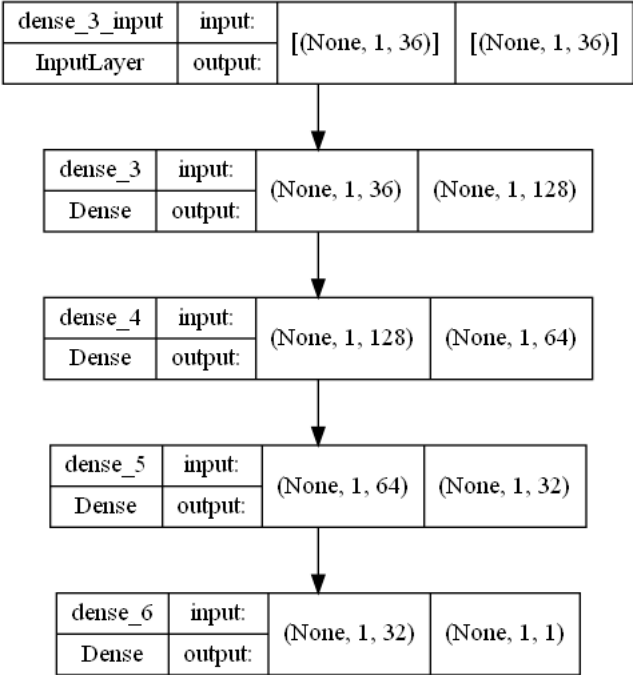 dense_3_input input: [(None, 1, 36)] [(None, 1, 36)]
InputLayer output:
dense_3 input: (None, 1, 36) (None, 1, 128)
Dense output:
dense_4 input: (None, 1, 128) (None, 1, 64)
Dense output:
dense_5 input: (None, 1, 64) (None, 1, 32)
Dense output:
dense_6 input: (None, 1, 32) (None, 1, 1)
Dense output: